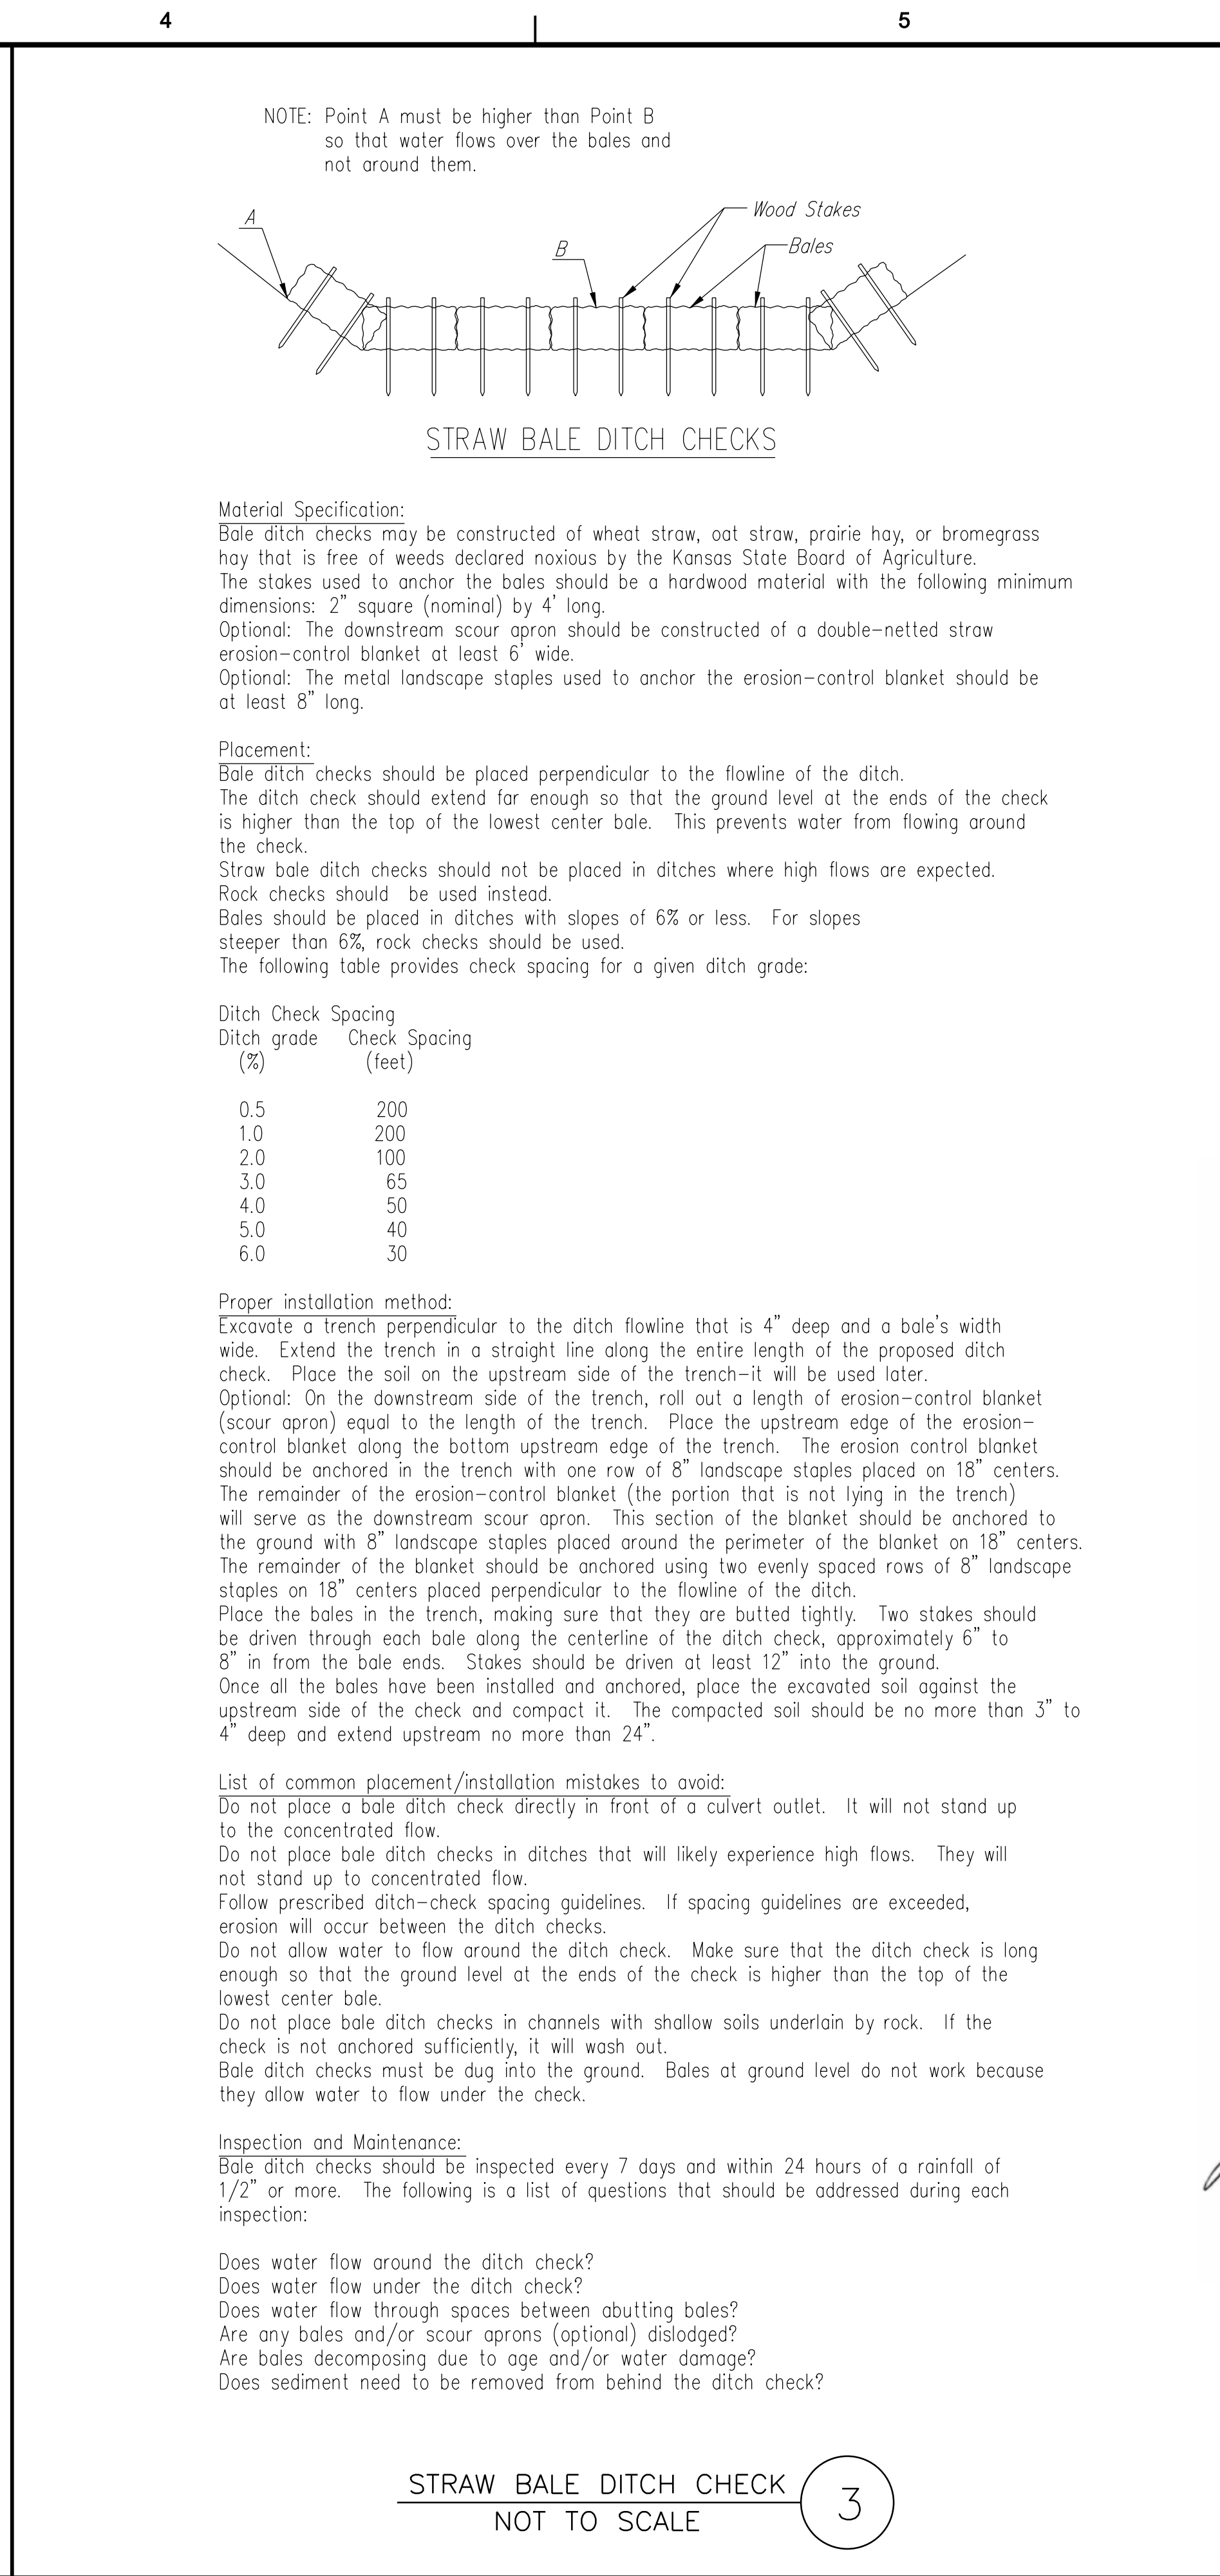 4
5
NOTE: Point A must be higher than Point B
so that water flows over the bales and
not around them.
A
Wood Stakes
B
Bales
STRAW BALE DITCH CHECKS
Material Specification:
Bale ditch checks may be constructed of wheat straw, oat straw, prairie hay, or bromegrass
hay that is free of weeds declared noxious by the Kansas State Board of Agriculture.
The stakes used to anchor the bales should be a hardwood material with the following minimum
dimensions: 2" square (nominal) by 4' long.
Optional: The downstream scour apron should be constructed of a double-netted straw
erosion-control blanket at least 6' wide.
Optional: The metal landscape staples used to anchor the erosion-control blanket should be
at least 8" long.
Placement:
Bale ditch checks should be placed perpendicular to the flowline of the ditch.
The ditch check should extend far enough so that the ground level at the ends of the check
is higher than the top of the lowest center bale. This prevents water from flowing around
the check.
Straw bale ditch checks should not be placed in ditches where high flows are expected.
Rock checks should be used instead.
Bales should be placed in ditches with slopes of 6% or less. For slopes
steeper than 6%, rock checks should be used.
The following table provides check spacing for a given ditch grade:
Ditch Check Spacing
Ditch grade Check Spacing
(%) (feet)
0.5 200
1.0 200
2.0 100
3.0 65
4.0 50
5.0 40
6.0 30
Proper installation method:
Excavate a trench perpendicular to the ditch flowline that is 4" deep and a bale's width
wide. Extend the trench in a straight line along the entire length of the proposed ditch
check. Place the soil on the upstream side of the trench-it will be used later.
Optional: On the downstream side of the trench, roll out a length of erosion-control blanket
(scour apron) equal to the length of the trench. Place the upstream edge of the erosion-
control blanket along the bottom upstream edge of the trench. The erosion control blanket
should be anchored in the trench with one row of 8" landscape staples placed on 18" centers.
The remainder of the erosion-control blanket (the portion that is not lying in the trench)
will serve as the downstream scour apron. This section of the blanket should be anchored to
the ground with 8" landscape staples placed around the perimeter of the blanket on 18" centers.
The remainder of the blanket should be anchored using two evenly spaced rows of 8" landscape
staples on 18" centers placed perpendicular to the flowline of the ditch.
Place the bales in the trench, making sure that they are butted tightly. Two stakes should
be driven through each bale along the centerline of the ditch check, approximately 6" to
8" in from the bale ends. Stakes should be driven at least 12" into the ground.
Once all the bales have been installed and anchored, place the excavated soil against the
upstream side of the check and compact it. The compacted soil should be no more than 3" to
4" deep and extend upstream no more than 24".
List of common placement/installation mistakes to avoid:
Do not place a bale ditch check directly in front of a culvert outlet. It will not stand up
to the concentrated flow.
Do not place bale ditch checks in ditches that will likely experience high flows. They will
not stand up to concentrated flow.
Follow prescribed ditch-check spacing guidelines. If spacing guidelines are exceeded,
erosion will occur between the ditch checks.
Do not allow water to flow around the ditch check. Make sure that the ditch check is long
enough so that the ground level at the ends of the check is higher than the top of the
lowest center bale.
Do not place bale ditch checks in channels with shallow soils underlain by rock. If the
check is not anchored sufficiently, it will wash out.
Bale ditch checks must be dug into the ground. Bales at ground level do not work because
they allow water to flow under the check.
Inspection and Maintenance:
Bale ditch checks should be inspected every 7 days and within 24 hours of a rainfall of
1/2" or more. The following is a list of questions that should be addressed during each
inspection:
Does water flow around the ditch check?
Does water flow under the ditch check?
Does water flow through spaces between abutting bales?
Are any bales and/or scour aprons (optional) dislodged?
Are bales decomposing due to age and/or water damage?
Does sediment need to be removed from behind the ditch check?
STRAW BALE DITCH CHECK
3
NOT TO SCALE